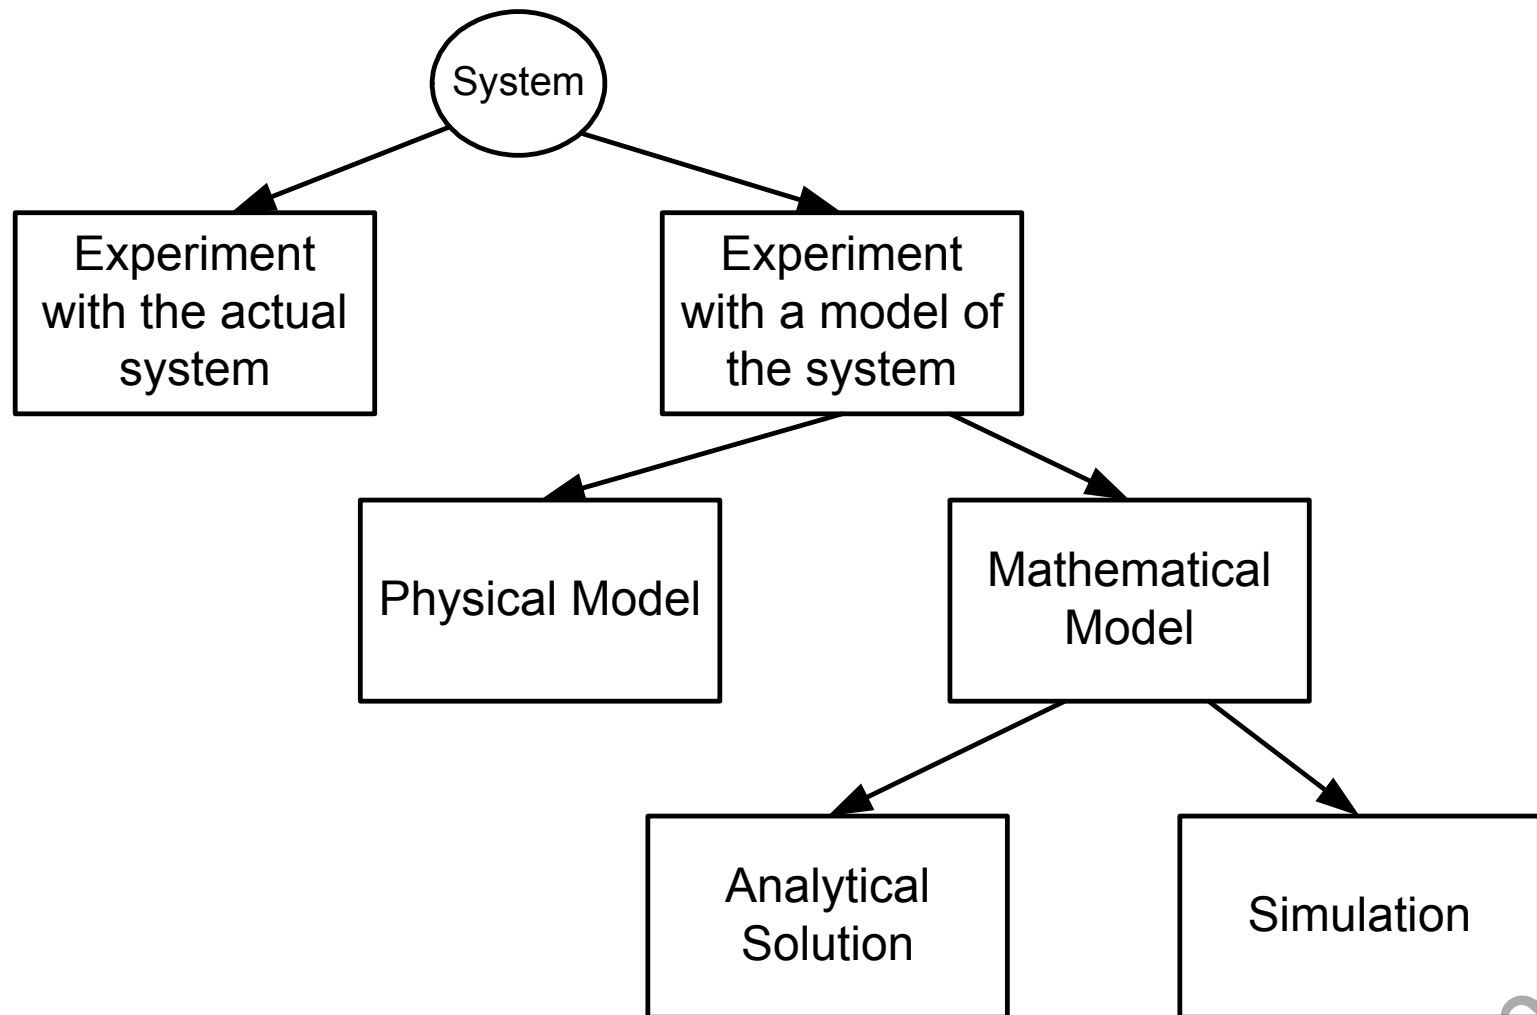 System
Experiment
with the actual
system
Experiment
with a model of
the system
Physical Model
Mathematical
Model
Analytical
Solution
Simulation